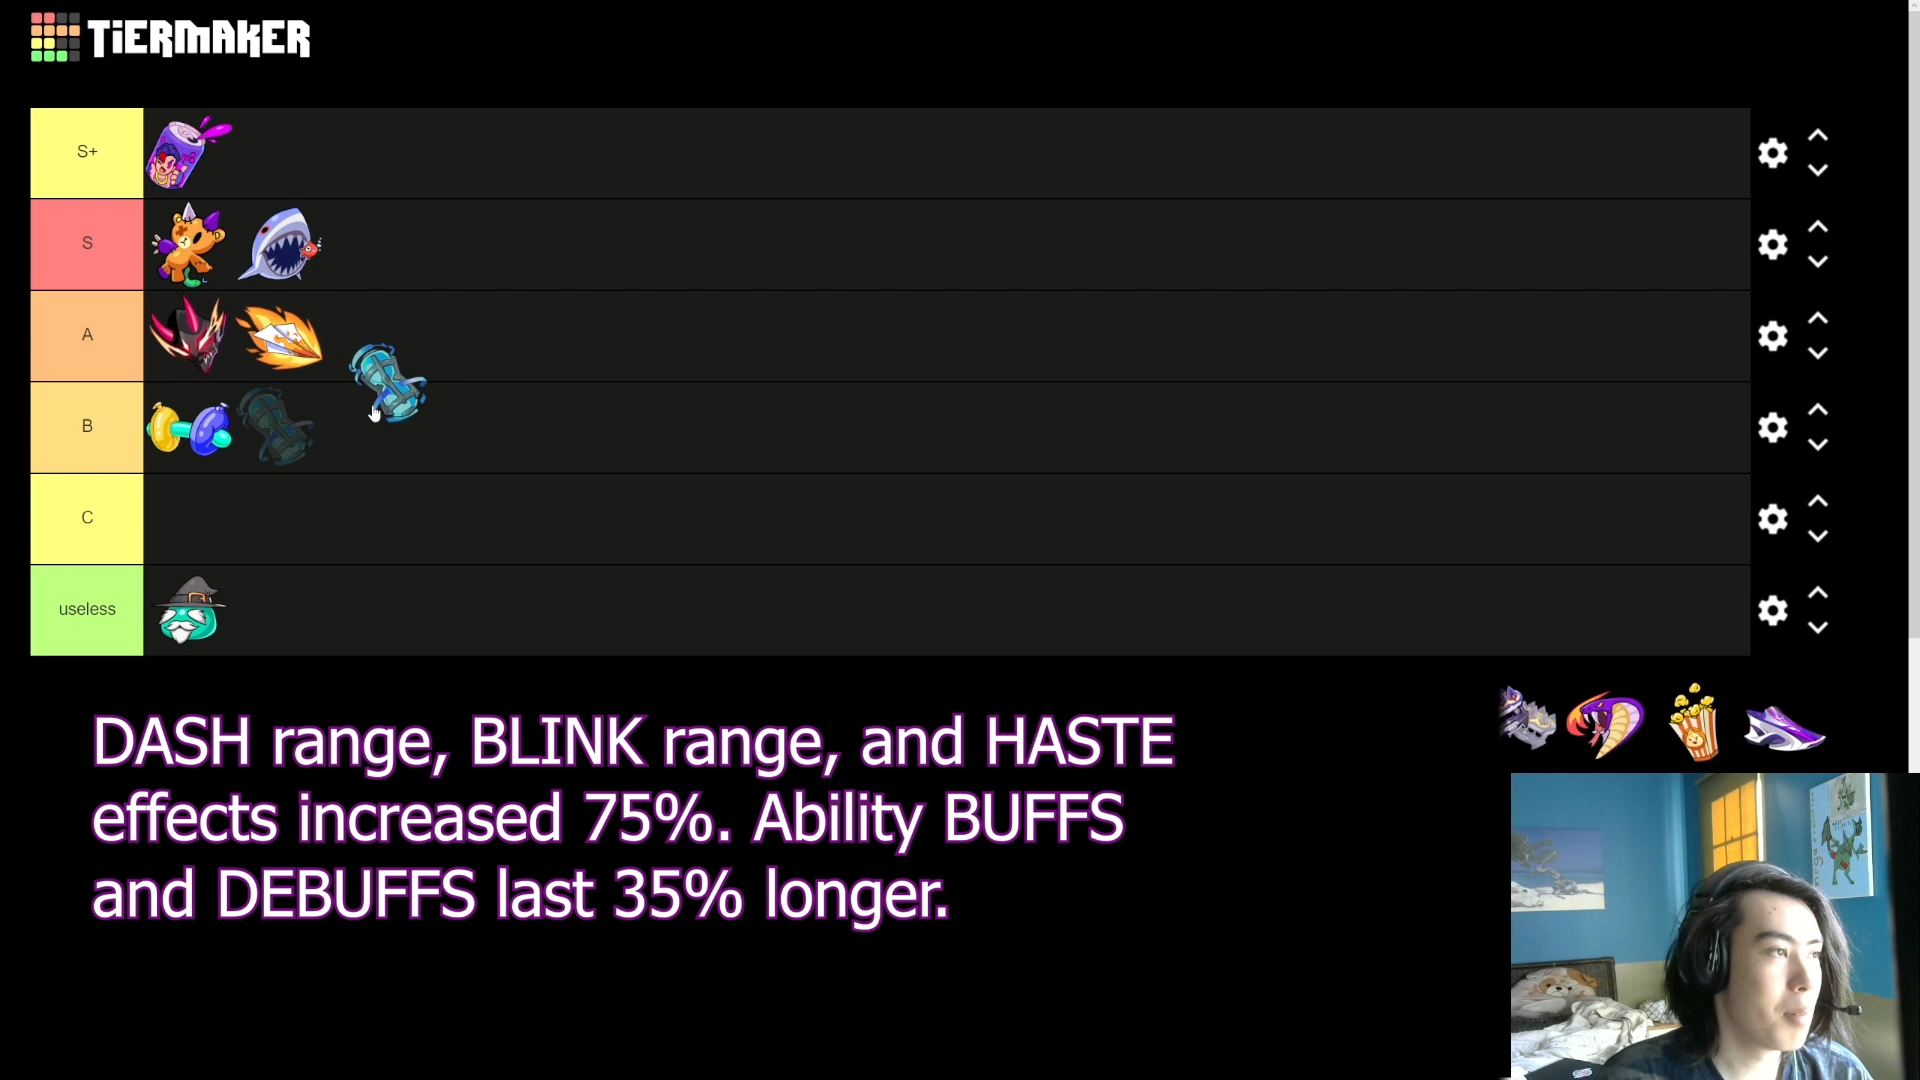 TiERMAKER
S+
S
A
B
C
useless
DASH range, BLINK range, and HASTE
effects increased 75%. Ability BUFFS
and DEBUFFS last 35% longer.